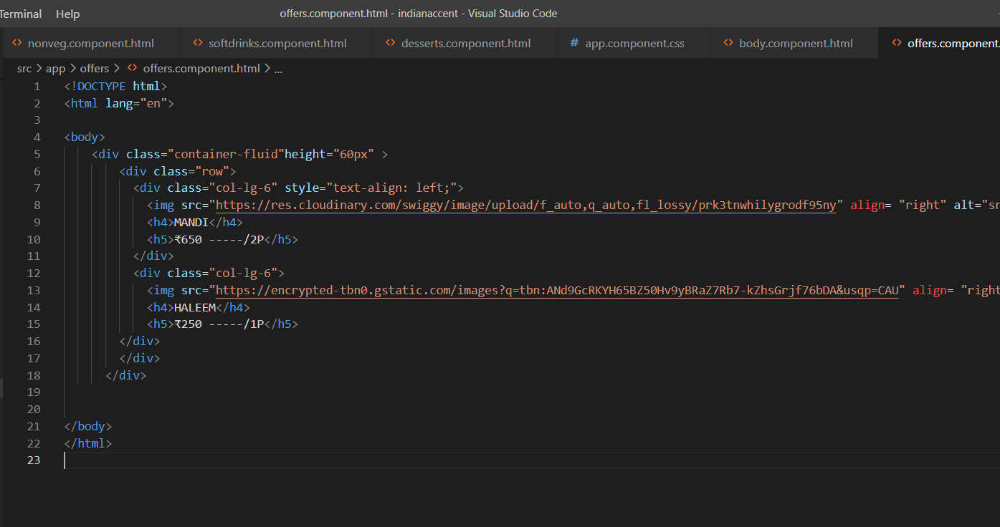 Terminal Help offers.component.html - indianaccent - Visual Studio Code
nonveg.component.html softdrinks.component.html desserts.component.html # app.component.css body.component.html offers.component.
src > app > offers > offers.component.html > ...
1 <!DOCTYPE html>
2 <html lang="en">
3
4 <body>
5 <div class="container-fluid"height="60px" >
6 <div class="row">
7 <div class="col-lg-6" style="text-align: left;">
8 <img src="https://res.cloudinary.com/swiggy/image/upload/f_auto,q_auto,fl_lossy/prk3tnwhilygrodf95ny" align= "right" alt="sr
9 <h4>MANDI</h4>
10 <h5>₹650 -----/2P</h5>
11 </div>
12 <div class="col-lg-6">
13 <img src="https://encrypted-tbn0.gstatic.com/images?q=tbn:ANd9GcRKYH65BZ50Hv9yBRaZ7Rb7-kZhsGrjf76bDA&usqp=CAU" align= "right
14 <h4>HALEEM</h4>
15 <h5>₹250 -----/1P</h5>
16 </div>
17 </div>
18 </div>
19
20
21 </body>
22 </html>
23